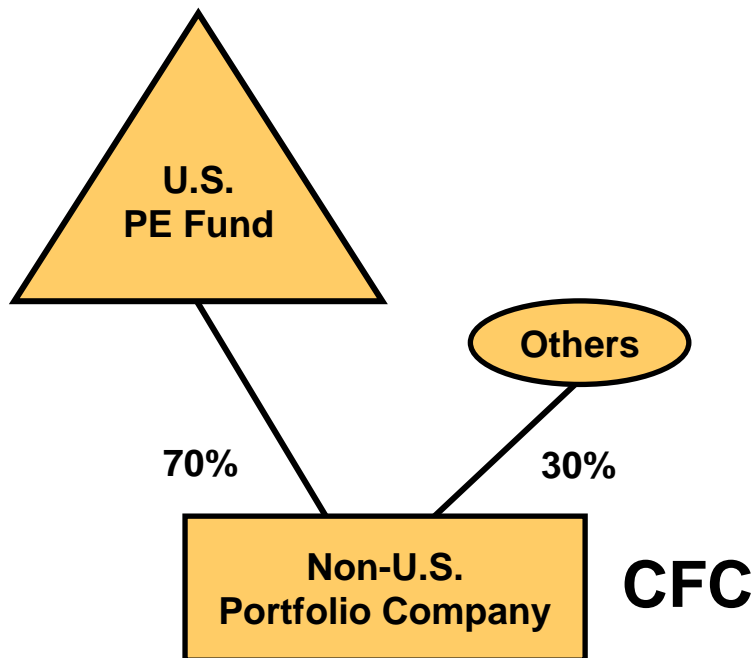 U.S.
PE Fund
Others
70%
30%
Non-U.S.
Portfolio Company
CFC